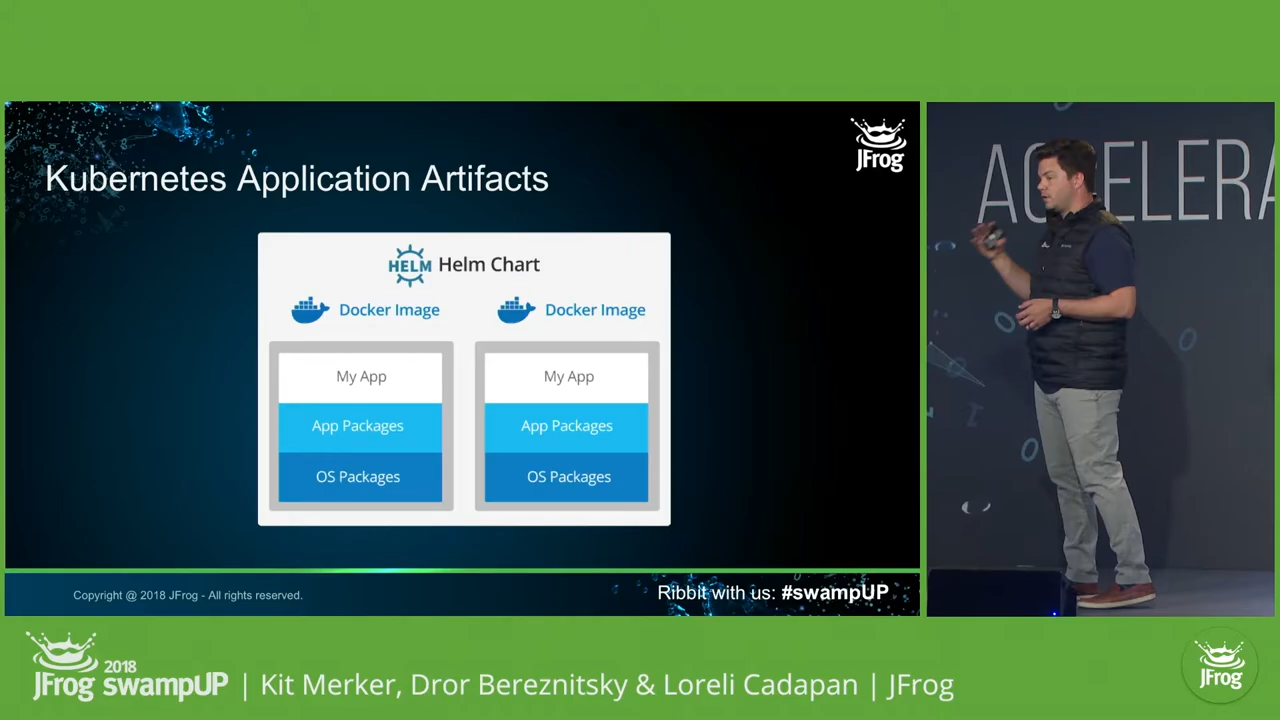 JFrog
Kubernetes Application Artifacts
HELM Helm Chart
Docker Image Docker Image
My App My App
App Packages App Packages
OS Packages OS Packages
Copyright @ 2018 JFrog - All rights reserved.
Ribbit with us: #swampUP
2018
JFrog swampUP | Kit Merker, Dror Bereznitsky & Loreli Cadapan | JFrog
JFrog